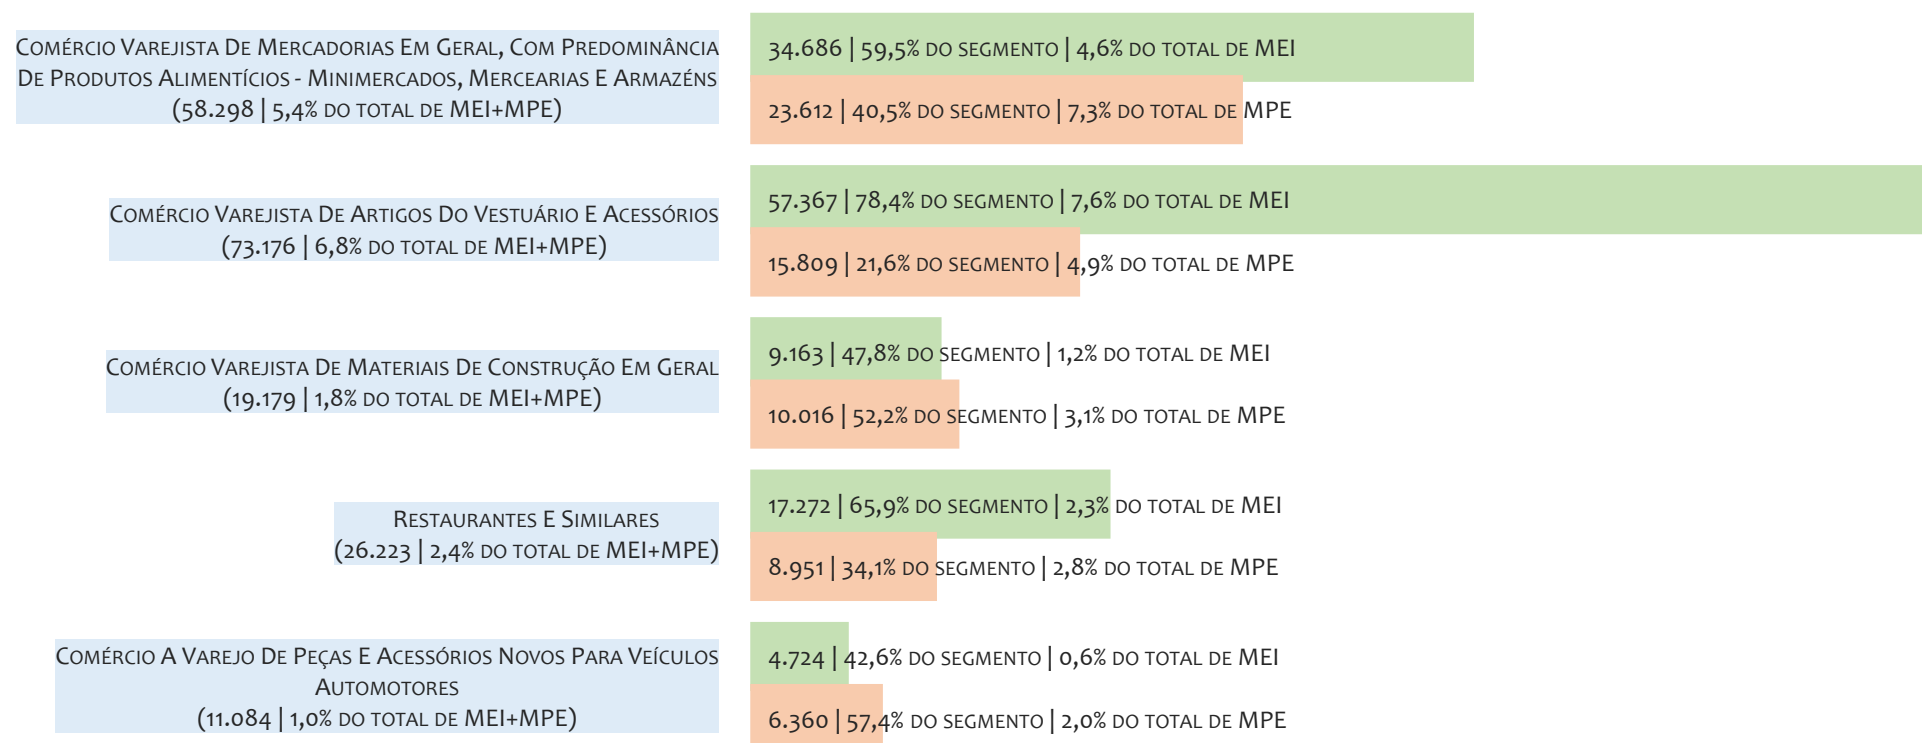 Comércio Varejista De Mercadorias Em Geral, Com Predominância
De Produtos Alimentícios - Minimercados, Mercearias E Armazéns
(58.298 | 5,4% do total de MEI+MPE)
34.686 | 59,5% do segmento | 4,6% do total de MEI
23.612 | 40,5% do segmento | 7,3% do total de MPE
Comércio Varejista De Artigos Do Vestuário E Acessórios
(73.176 | 6,8% do total de MEI+MPE)
57.367 | 78,4% do segmento | 7,6% do total de MEI
15.809 | 21,6% do segmento | 4,9% do total de MPE
Comércio Varejista De Materiais De Construção Em Geral
(19.179 | 1,8% do total de MEI+MPE)
9.163 | 47,8% do segmento | 1,2% do total de MEI
10.016 | 52,2% do segmento | 3,1% do total de MPE
Restaurantes E Similares
(26.223 | 2,4% do total de MEI+MPE)
17.272 | 65,9% do segmento | 2,3% do total de MEI
8.951 | 34,1% do segmento | 2,8% do total de MPE
Comércio A Varejo De Peças E Acessórios Novos Para Veículos
Automotores
(11.084 | 1,0% do total de MEI+MPE)
4.724 | 42,6% do segmento | 0,6% do total de MEI
6.360 | 57,4% do segmento | 2,0% do total de MPE